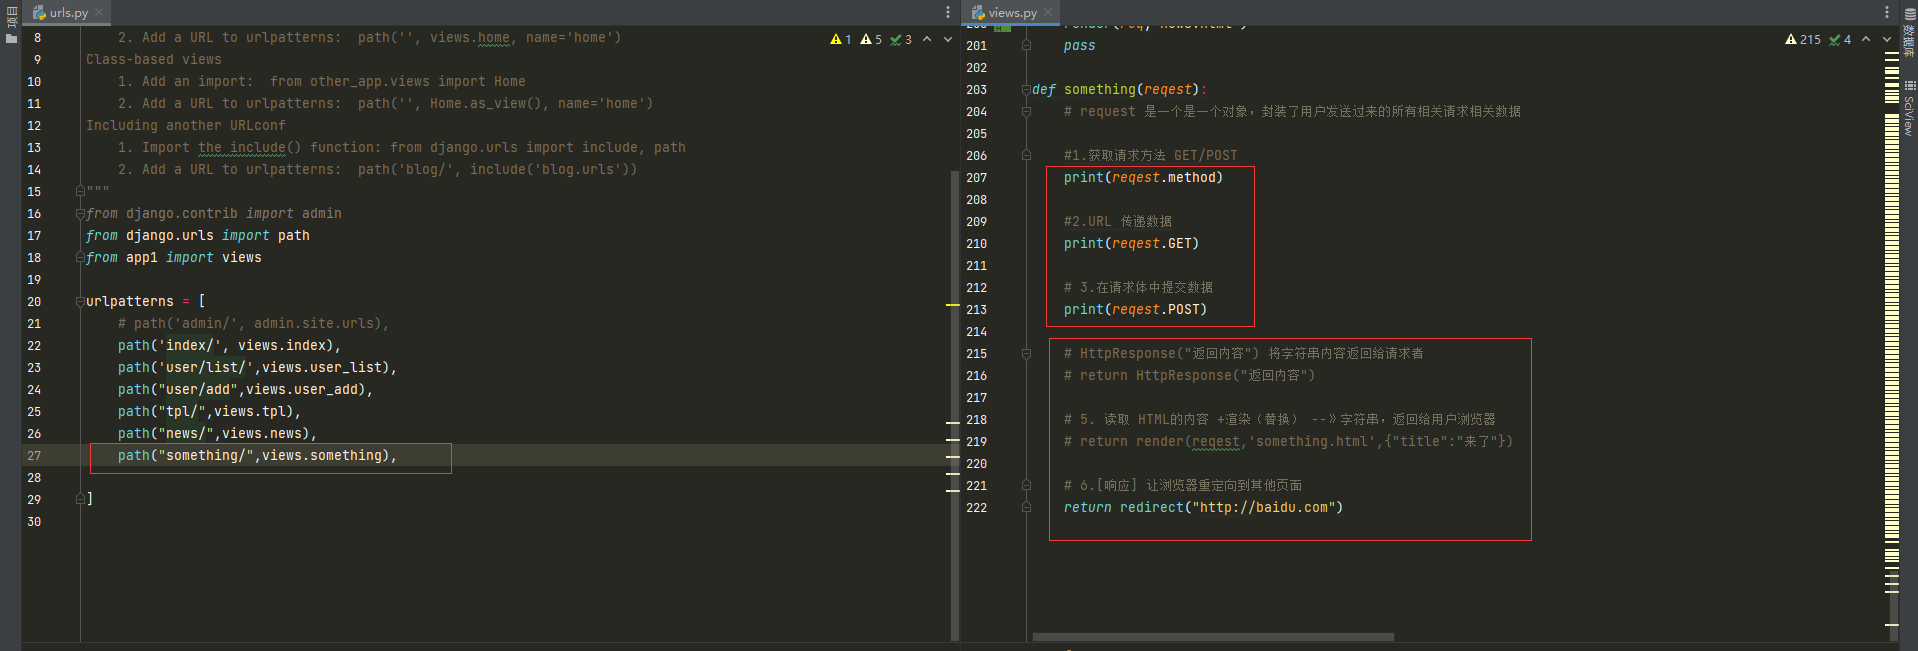 项目
urls.py
8 2. Add a URL to urlpatterns:  path('', views.home, name='home')
1 5 3
9 Class-based views
10 1. Add an import:  from other_app.views import Home
11 2. Add a URL to urlpatterns:  path('', Home.as_view(), name='home')
12 Including another URLconf
13 1. Import the include() function: from django.urls import include, path
14 2. Add a URL to urlpatterns:  path('blog/', include('blog.urls'))
15 """
16 from django.contrib import admin
17 from django.urls import path
18 from app1 import views
19
20 urlpatterns = [
21 # path('admin/', admin.site.urls),
22 path('index/', views.index),
23 path('user/list/',views.user_list),
24 path("user/add",views.user_add),
25 path("tpl/",views.tpl),
26 path("news/",views.news),
27 path("something/",views.something),
28
29 ]
30
views.py
215 4
201 pass
202
203 def something(reqest):
204 # request 是一个是一个对象，封装了用户发送过来的所有相关请求相关数据
205
206 #1.获取请求方法 GET/POST
207 print(reqest.method)
208
209 #2.URL 传递数据
210 print(reqest.GET)
211
212 # 3.在请求体中提交数据
213 print(reqest.POST)
214
215 # HttpResponse("返回内容") 将字符串内容返回给请求者
216 # return HttpResponse("返回内容")
217
218 # 5. 读取 HTML的内容 +渲染（替换） --》字符串，返回给用户浏览器
219 # return render(reqest,'something.html',{"title":"来了"})
220
221 # 6.[响应] 让浏览器重定向到其他页面
222 return redirect("http://baidu.com")
数据库
SciView